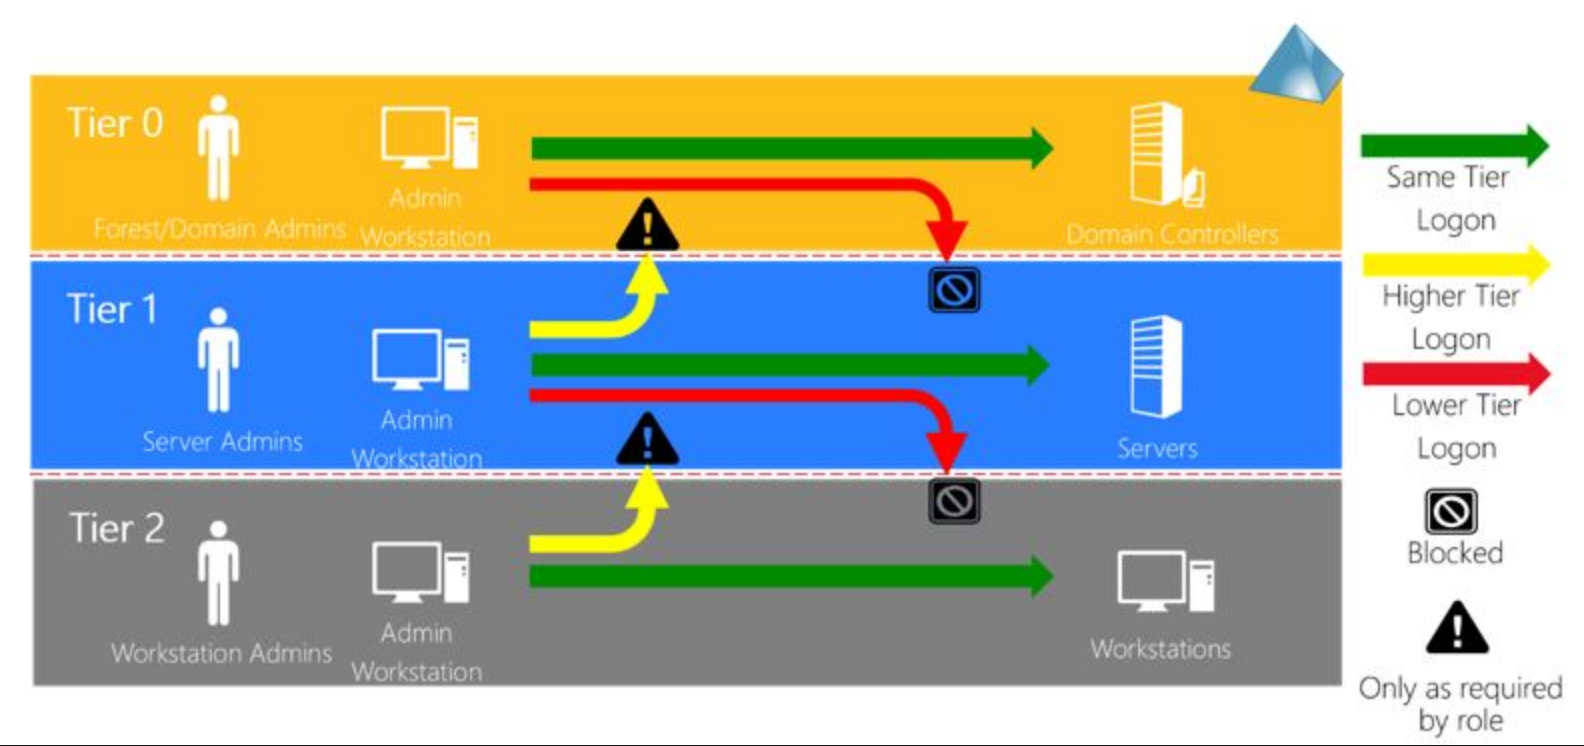 Tier 0
Forest/Domain Admins
Admin
Workstation
Domain Controllers
Tier 1
Server Admins
Admin
Workstation
Servers
Tier 2
Workstation Admins
Admin
Workstation
Workstations
Same Tier
Logon
Higher Tier
Logon
Lower Tier
Logon
Blocked
Only as required
by role